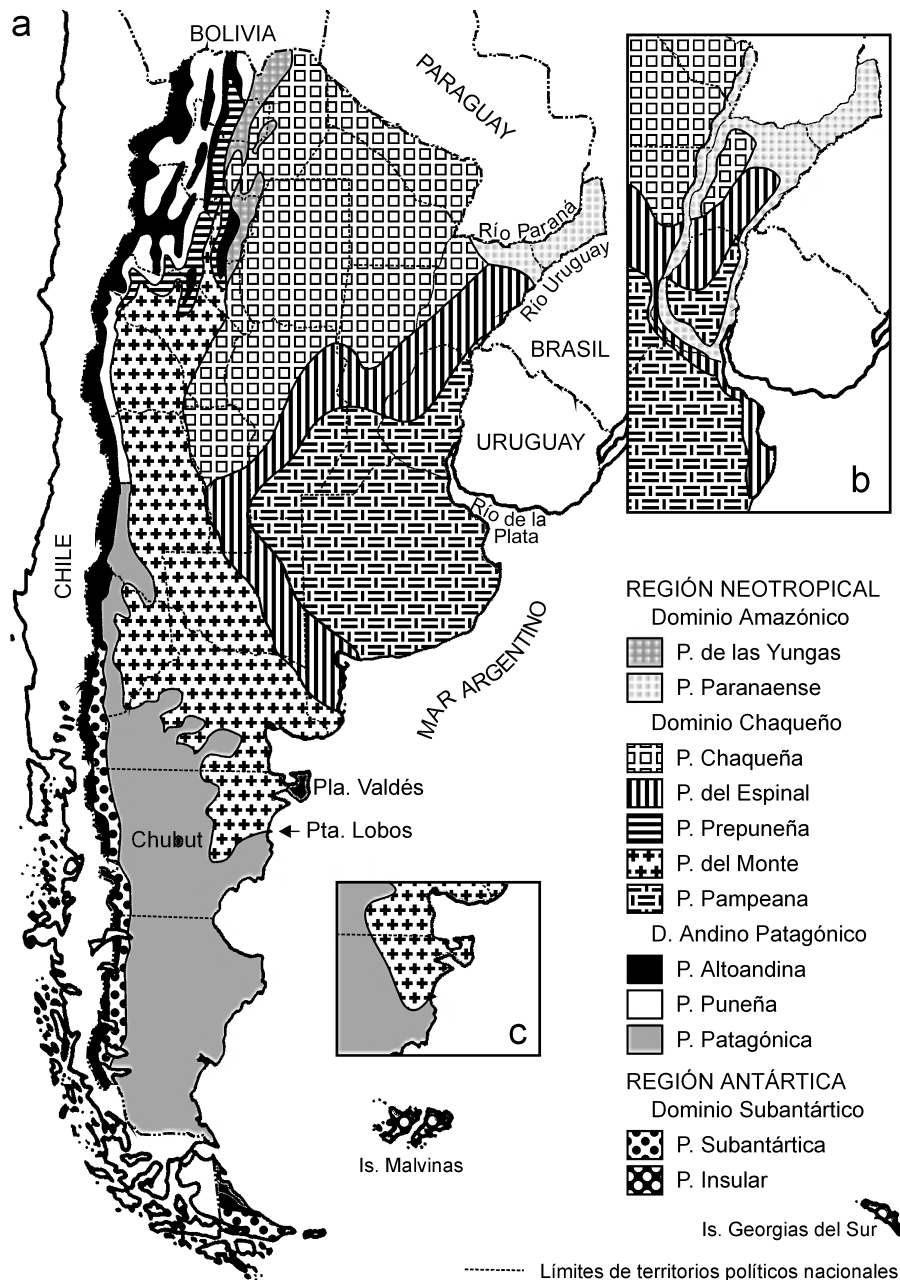 a
BOLIVIA
PARAGUAY
Río Paraná
Río Uruguay
BRASIL
URUGUAY
b
Río de la
Plata
CHILE
MAR ARGENTINO
Pla. Valdés
Chubut
Pta. Lobos
c
Is. Malvinas
REGIÓN NEOTROPICAL
Dominio Amazónico
P. de las Yungas
P. Paranaense
Dominio Chaqueño
P. Chaqueña
P. del Espinal
P. Prepuneña
P. del Monte
P. Pampeana
D. Andino Patagónico
P. Altoandina
P. Puneña
P. Patagónica
REGIÓN ANTÁRTICA
Dominio Subantártico
P. Subantártica
P. Insular
Is. Georgias del Sur
Límites de territorios políticos nacionales